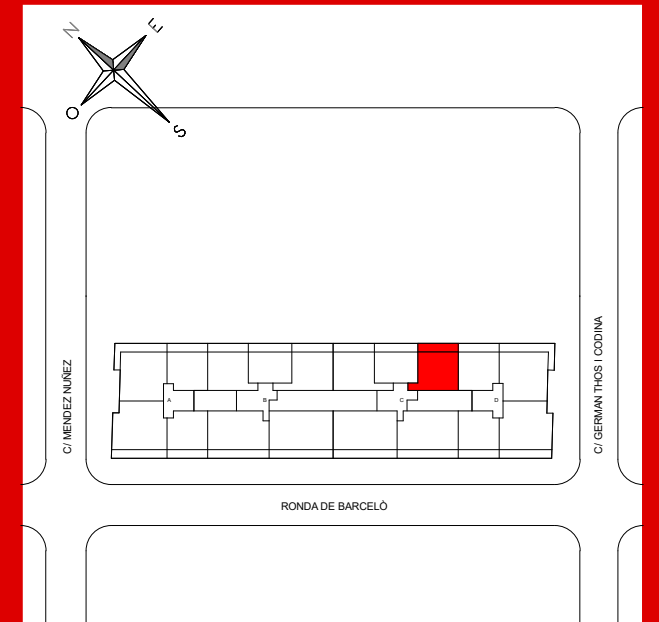 N
E
O
S
C/ MENDEZ NUÑEZ
C/ GERMAN THOS I CODINA
A
B
C
D
RONDA DE BARCELÒ